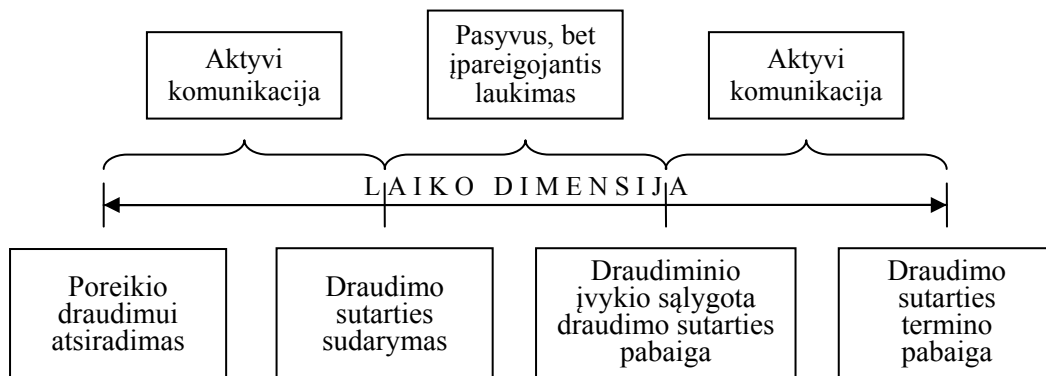 Aktyvi
komunikacija
Pasyvus, bet
įpareigojantis
laukimas
Aktyvi
komunikacija
LAIKO DIMENSIJA
Poreikio
draudimui
atsiradimas
Draudimo
sutarties
sudarymas
Draudiminio
įvykio sąlygota
draudimo sutarties
pabaiga
Draudimo
sutarties
termino
pabaiga